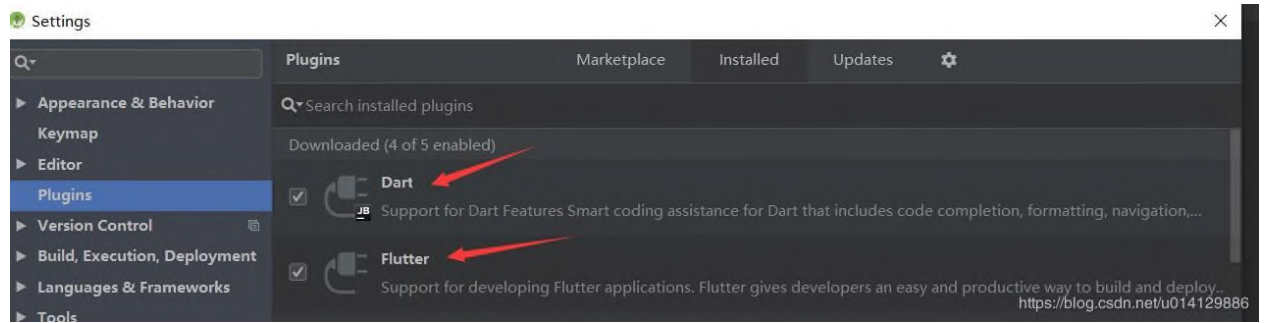 Settings
Plugins Marketplace Installed Updates
Appearance & Behavior
Keymap
Editor
Plugins
Version Control
Build, Execution, Deployment
Languages & Frameworks
Tools
Search installed plugins
Downloaded (4 of 5 enabled)
Dart
JB
Support for Dart Features Smart coding assistance for Dart that includes code completion, formatting, navigation,...
Flutter
Support for developing Flutter applications. Flutter gives developers an easy and productive way to build and deploy..
https://blog.csdn.net/u014129886